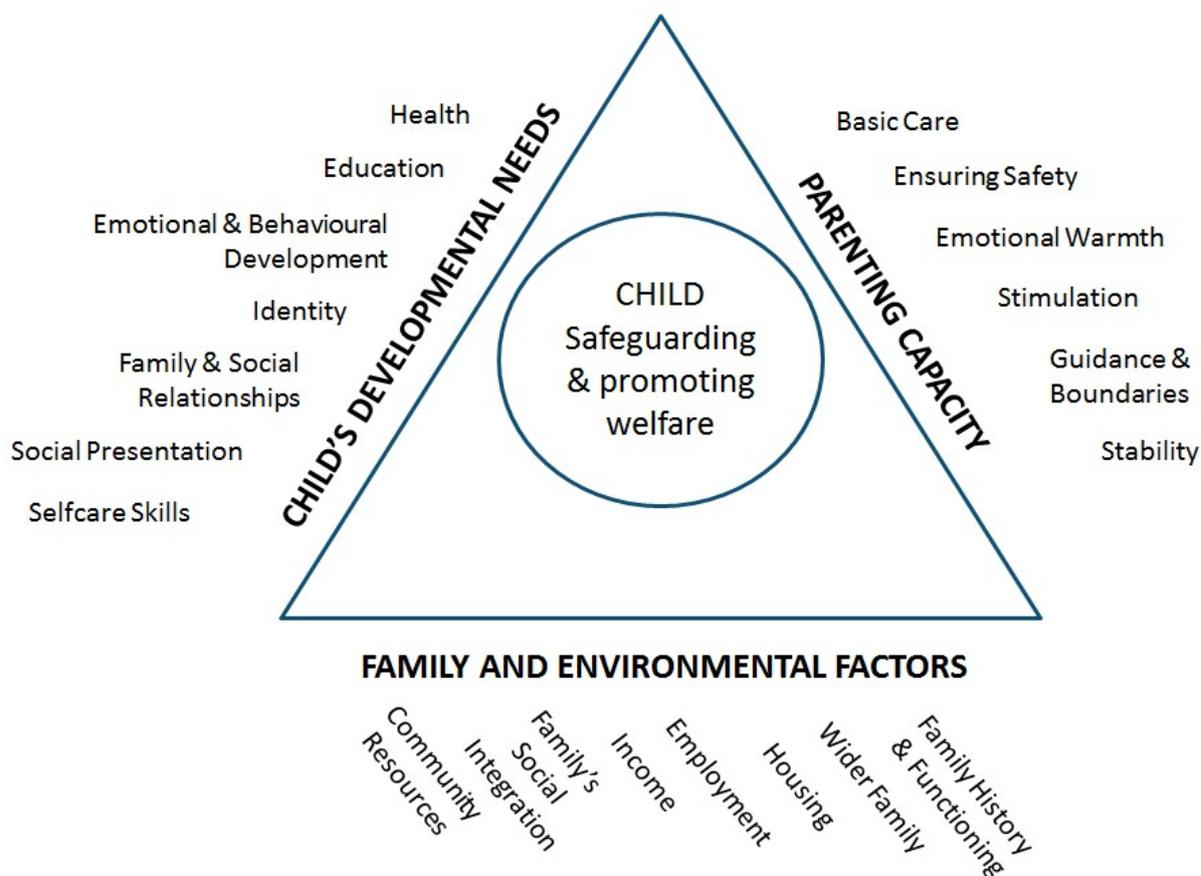 Health
Education
Emotional & Behavioural
Development
Identity
Family & Social
Relationships
Social Presentation
Selfcare Skills
CHILD'S DEVELOPMENTAL NEEDS
CHILD
Safeguarding
& promoting
welfare
PARENTING CAPACITY
Basic Care
Ensuring Safety
Emotional Warmth
Stimulation
Guidance &
Boundaries
Stability
FAMILY AND ENVIRONMENTAL FACTORS
Community
Resources
Family's
Social
Integration
Income
Employment
Housing
Wider Family
Family History
& Functioning